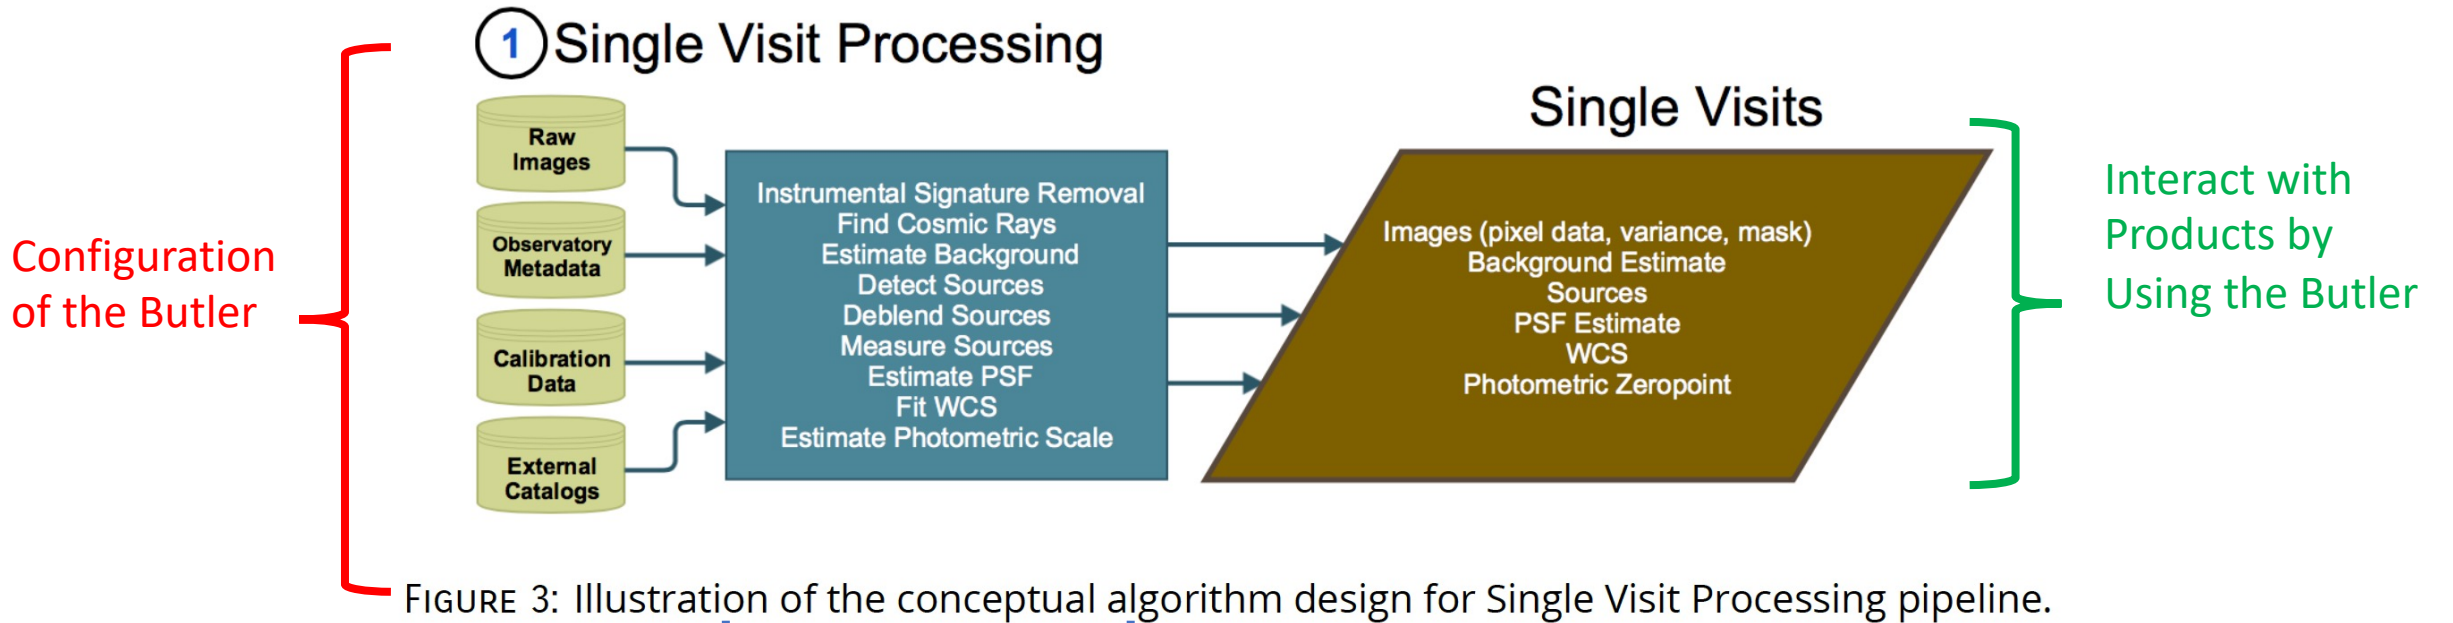 1 Single Visit Processing
Configuration
of the Butler
Raw
Images
Observatory
Metadata
Calibration
Data
External
Catalogs
Instrumental Signature Removal
Find Cosmic Rays
Estimate Background
Detect Sources
Deblend Sources
Measure Sources
Estimate PSF
Fit WCS
Estimate Photometric Scale
Single Visits
Images (pixel data, variance, mask)
Background Estimate
Sources
PSF Estimate
WCS
Photometric Zeropoint
Interact with
Products by
Using the Butler
FIGURE 3: Illustration of the conceptual algorithm design for Single Visit Processing pipeline.